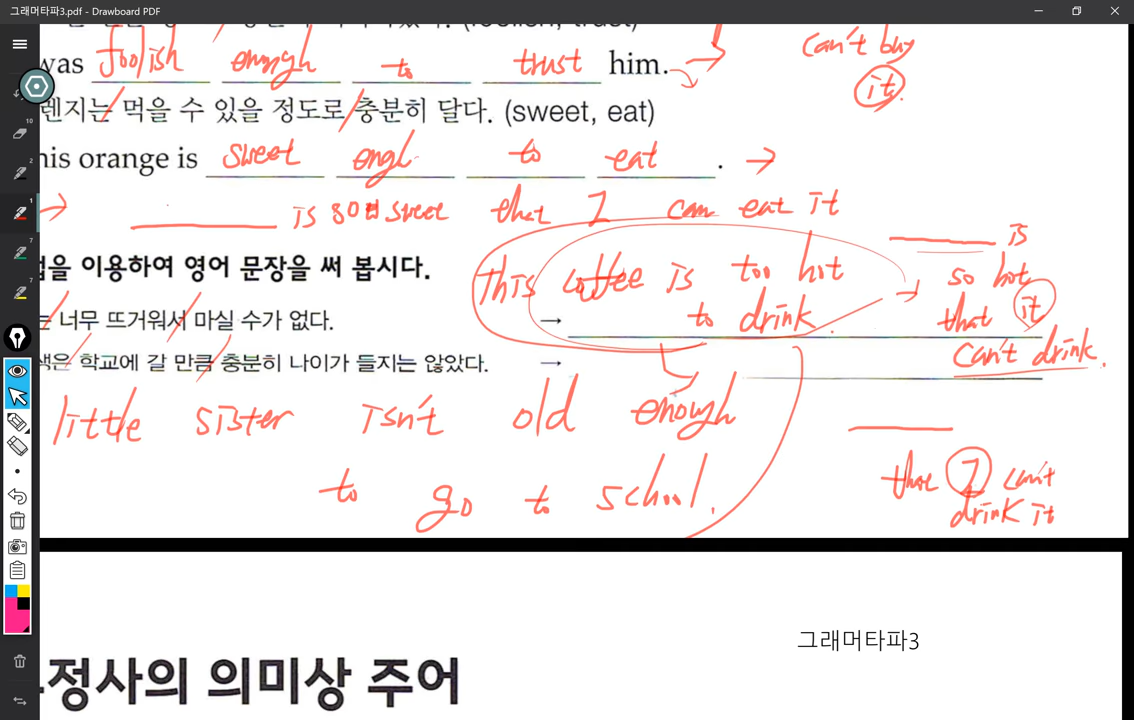 그래머타파3.pdf - Drawboard PDF
was foolish enough to trust him. →
can't buy
it.
렌지는 먹을 수 있을 정도로 충분히 달다. (sweet, eat)
his orange is sweet to eat . →
→ is so sweet that I can eat it
이용하여 영어 문장을 써 봅시다.
This coffee is too hot
to drink.
is
so hot
that it
can't drink.
너무 뜨거워서 마실 수가 없다. →
학교에 갈 만큼 충분히 나이가 들지는 않았다. →
little sister isn't old enough
to go to school.
that I can't
drink it
그래머타파3
정사의 의미상 주어